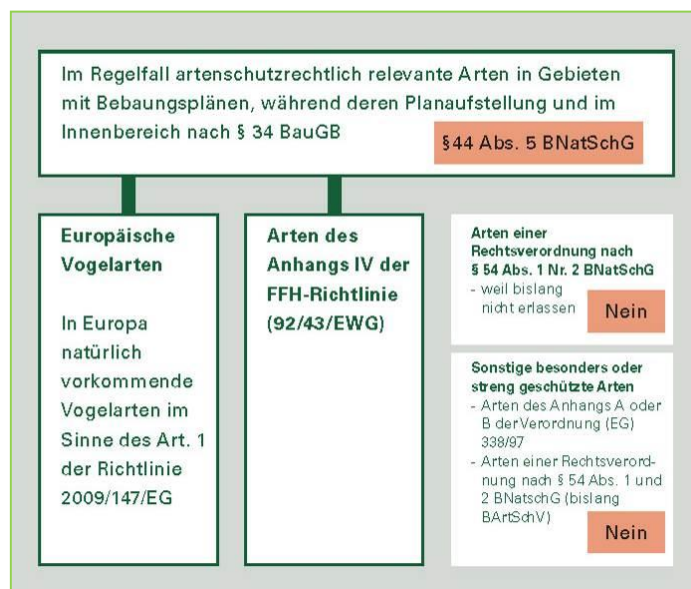 Im Regelfall artenschutzrechtlich relevante Arten in Gebieten
mit Bebaungsplänen, während deren Planaufstellung und im
Innenbereich nach § 34 BauGB
§44 Abs. 5 BNatSchG
Europäische
Vogelarten
In Europa
natürlich
vorkommende
Vogelarten im
Sinne des Art. 1
der Richtlinie
2009/147/EG
Arten des
Anhangs IV der
FFH-Richtlinie
(92/43/EWG)
Arten einer
Rechtsverordnung nach
§ 54 Abs. 1 Nr. 2 BNatSchG
- weil bislang
nicht erlassen
Nein
Sonstige besonders oder
streng geschützte Arten
- Arten des Anhangs A oder
B der Verordnung (EG)
338/97
- Arten einer Rechtsverord-
nung nach § 54 Abs. 1 und
2 BNatschG (bislang
BArtSchV)
Nein